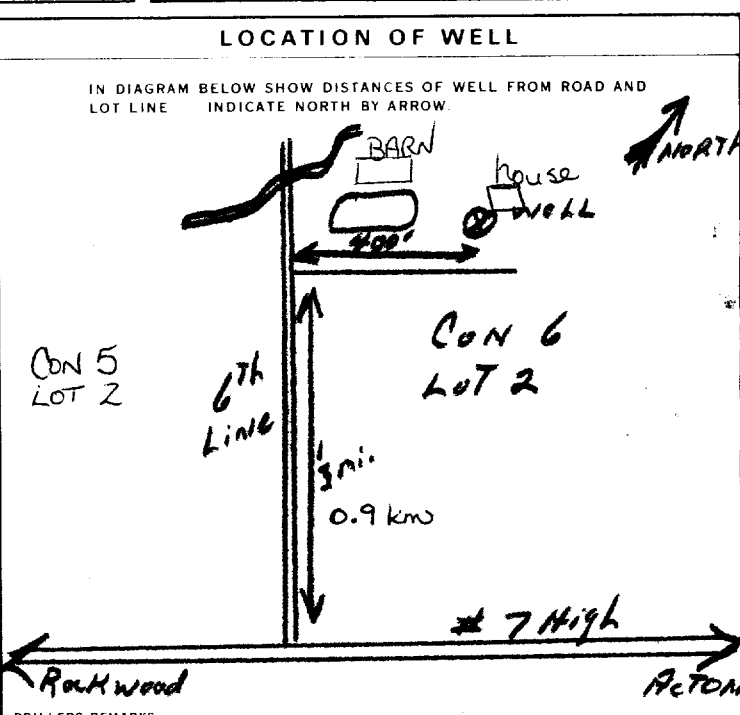 LOCATION OF WELL
IN DIAGRAM BELOW SHOW DISTANCES OF WELL FROM ROAD AND
LOT LINE INDICATE NORTH BY ARROW.
NORTH
BARN
house
WELL
400'
CON 6
LOT 2
CON 5
LOT 2
6Th
LINE
mi.
0.9 km
# 7 High
Rockwood
ACTON